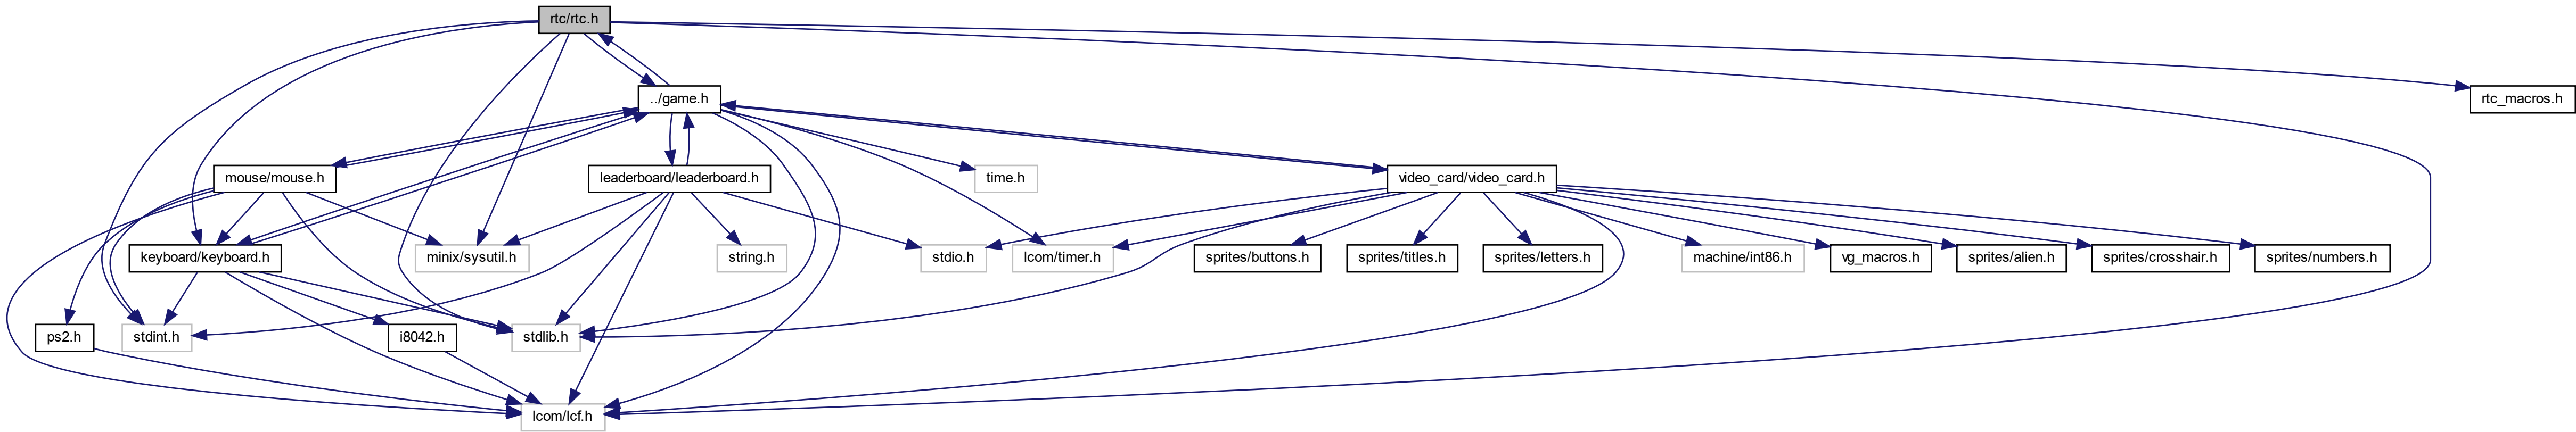 rtc/rtc.h
../game.h
rtc_macros.h
mouse/mouse.h
leaderboard/leaderboard.h
time.h
video_card/video_card.h
keyboard/keyboard.h
minix/sysutil.h
string.h
stdio.h
lcom/timer.h
sprites/buttons.h
sprites/titles.h
sprites/letters.h
machine/int86.h
vg_macros.h
sprites/alien.h
sprites/crosshair.h
sprites/numbers.h
ps2.h
stdint.h
i8042.h
stdlib.h
lcom/lcf.h